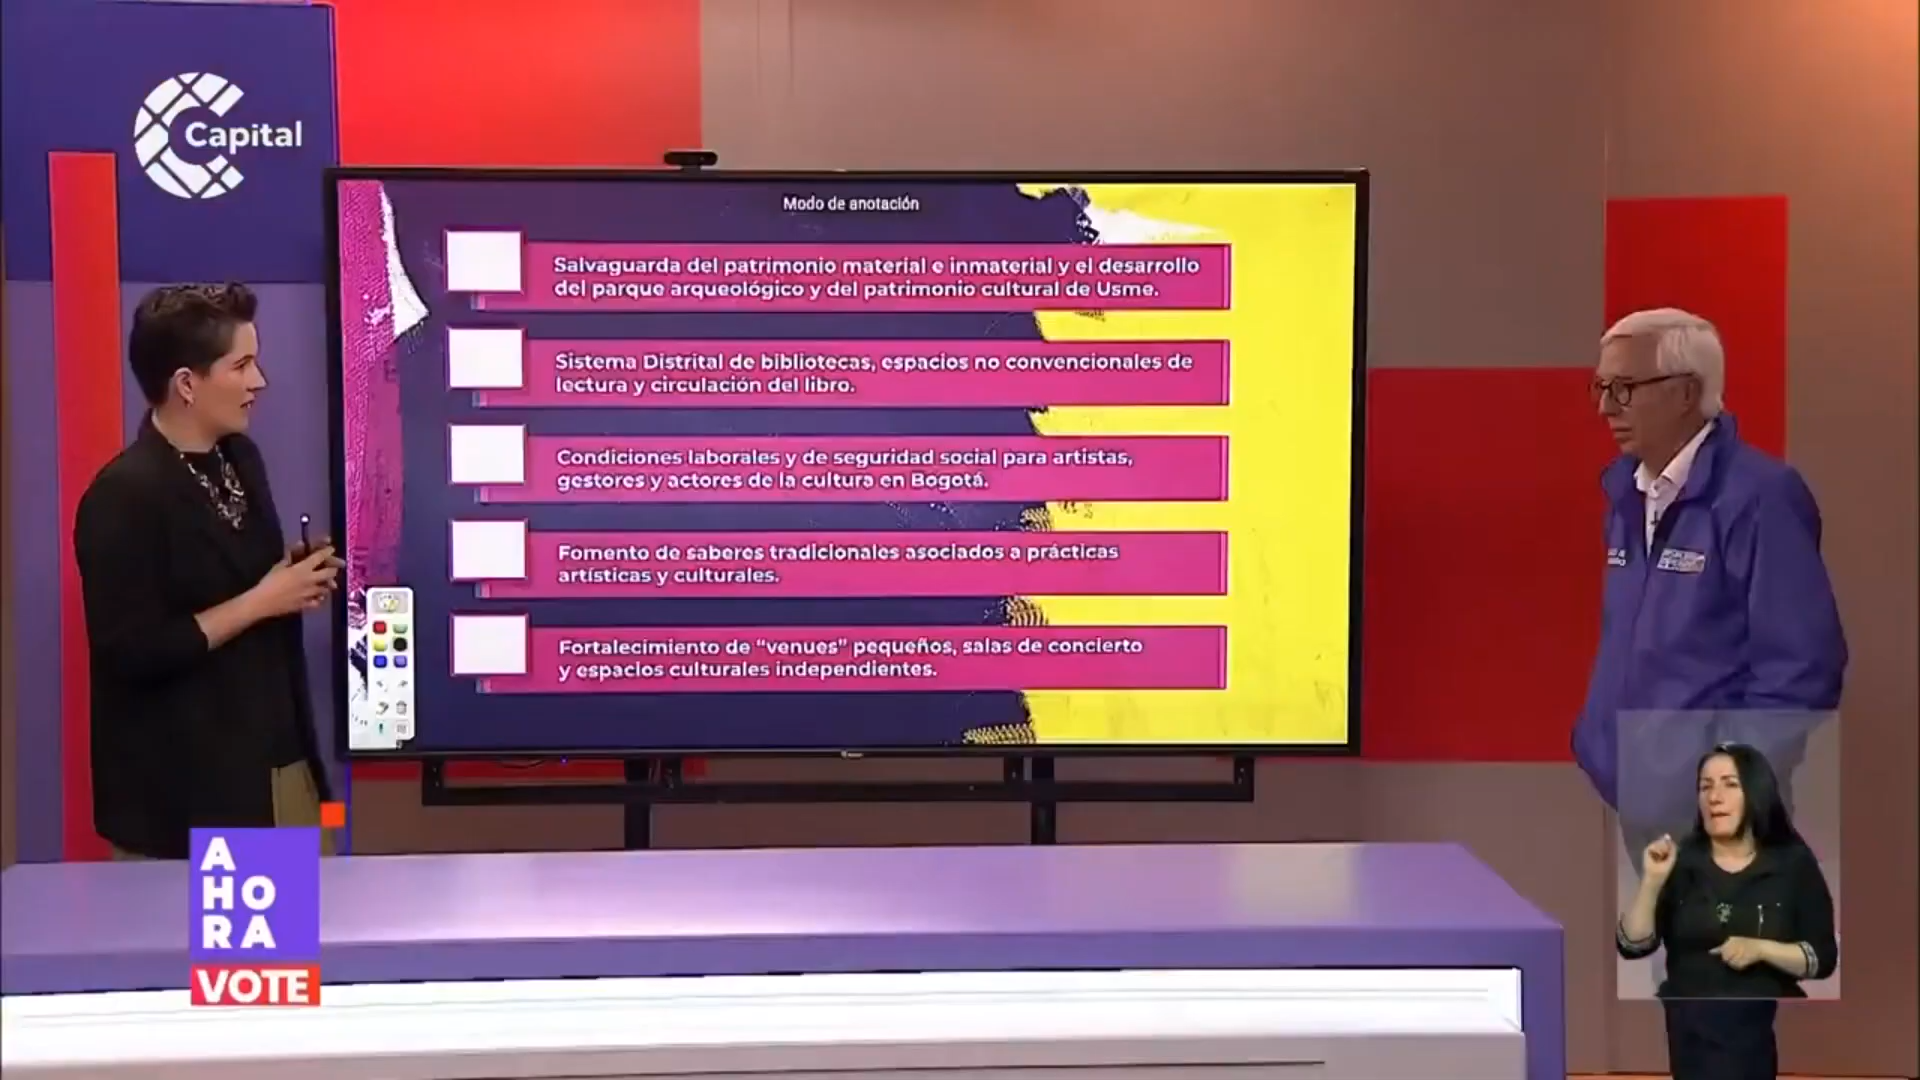 Capital
Modo de anotación
Salvaguarda del patrimonio material e inmaterial y el desarrollo
del parque arqueológico y del patrimonio cultural de Usme.
Sistema Distrital de bibliotecas, espacios no convencionales de
lectura y circulación del libro.
Condiciones laborales y de seguridad social para artistas,
gestores y actores de la cultura en Bogotá.
Fomento de saberes tradicionales asociados a prácticas
artísticas y culturales.
Fortalecimiento de “venues” pequeños, salas de concierto
y espacios culturales independientes.
A
HO
RA
VOTE